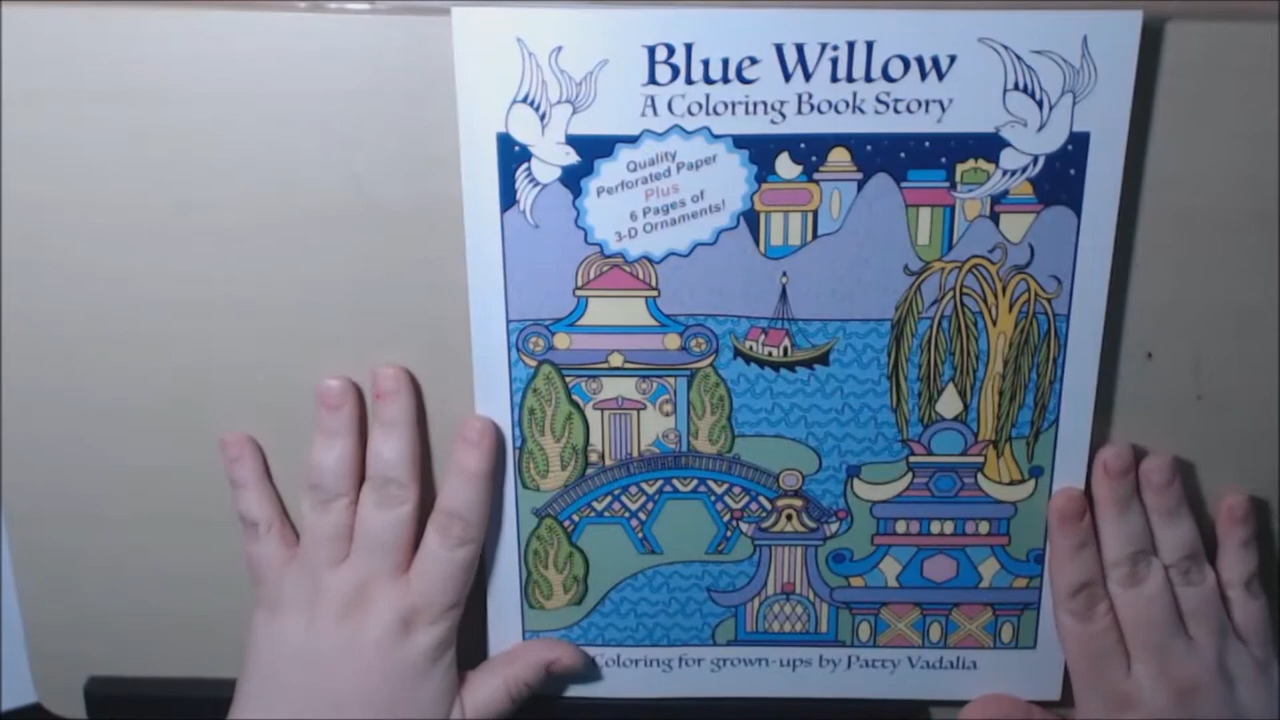 Blue Willow
A Coloring Book Story
Quality
Perforated Paper
Plus
6 Pages of
3-D Ornaments!
Coloring for grown-ups by Patty Vadalia